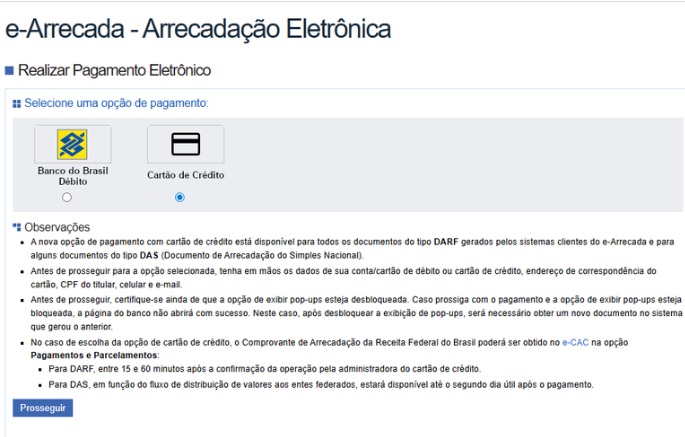 e-Arrecada - Arrecadação Eletrônica
Realizar Pagamento Eletrônico
Selecione uma opção de pagamento:
Banco do Brasil
Débito
Cartão de Crédito
Observações
A nova opção de pagamento com cartão de crédito está disponível para todos os documentos do tipo DARF gerados pelos sistemas clientes do e-Arrecada e para
alguns documentos do tipo DAS (Documento de Arrecadação do Simples Nacional).
Antes de prosseguir para a opção selecionada, tenha em mãos os dados de sua conta/cartão de débito ou cartão de crédito, endereço de correspondência do
cartão, CPF do titular, celular e e-mail.
Antes de prosseguir, certifique-se ainda de que a opção de exibir pop-ups esteja desbloqueada. Caso prossiga com o pagamento e a opção de exibir pop-ups esteja
bloqueada, a página do banco não abrirá com sucesso. Neste caso, após desbloquear a exibição de pop-ups, será necessário obter um novo documento no sistema
que gerou o anterior.
No caso de escolha da opção de cartão de crédito, o Comprovante de Arrecadação da Receita Federal do Brasil poderá ser obtido no e-CAC na opção
Pagamentos e Parcelamentos:
Para DARF, entre 15 e 60 minutos após a confirmação da operação pela administradora do cartão de crédito.
Para DAS, em função do fluxo de distribuição de valores aos entes federados, estará disponível até o segundo dia útil após o pagamento.
Prosseguir